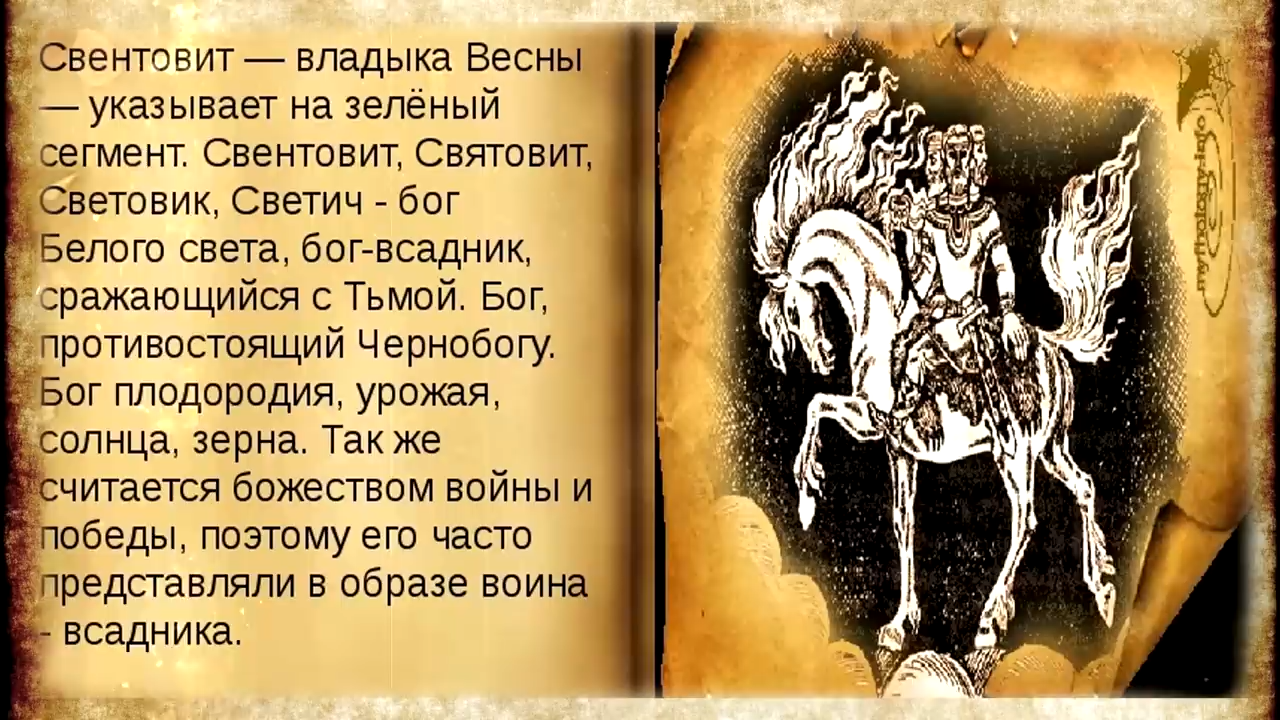 Свентовит — владыка Весны
— указывает на зелёный
сегмент. Свентовит, Святовит,
Световик, Светич - бог
Белого света, бог-всадник,
сражающийся с Тьмой. Бог,
противостоящий Чернобогу.
Бог плодородия, урожая,
солнца, зерна. Так же
считается божеством войны и
победы, поэтому его часто
представляли в образе воина
- всадника.